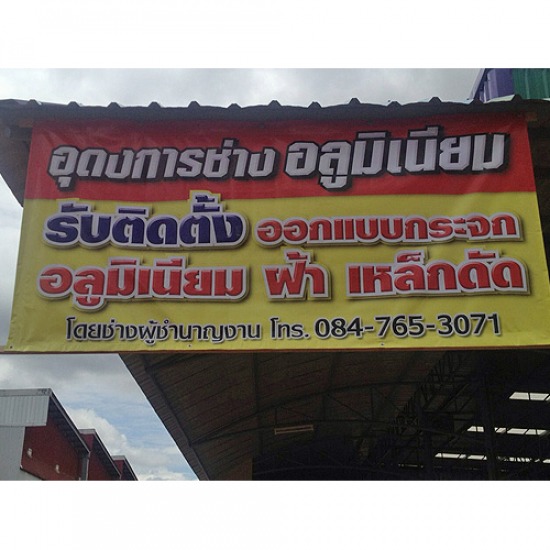 อุดงการช่าง อลูมิเนียม
รับติดตั้ง ออกแบบกระจก
อลูมิเนียม ฝ้า เหล็กดัด
โดยช่างผู้ชำนาญงาน โทร. 084-765-3071